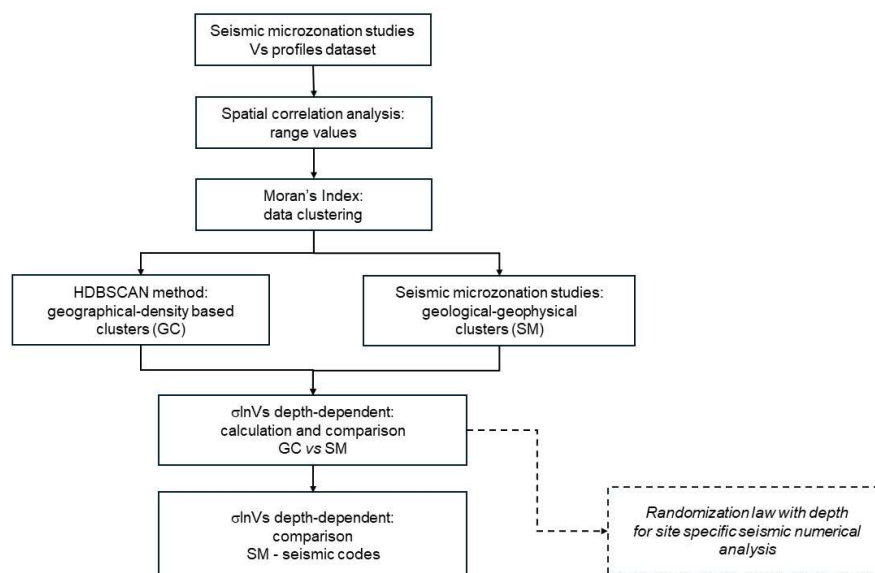 Seismic microzonation studies
Vs profiles dataset
Spatial correlation analysis:
range values
Moran's Index:
data clustering
HDBSCAN method:
geographical-density based
clusters (GC)
Seismic microzonation studies:
geological-geophysical
clusters (SM)
σlnVs depth-dependent:
calculation and comparison
GC vs SM
σlnVs depth-dependent:
comparison
SM - seismic codes
Randomization law with depth
for site specific seismic numerical
analysis